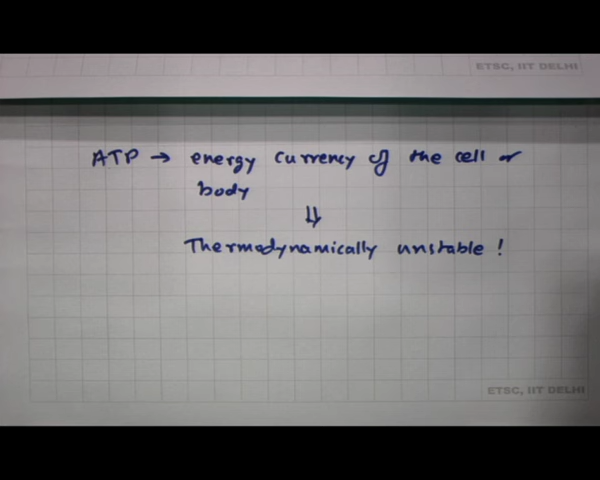 ETSC, IIT DELHI
ATP → energy currency of the cell or
body
⇓
Thermodynamically unstable !
ETSC, IIT DELHI